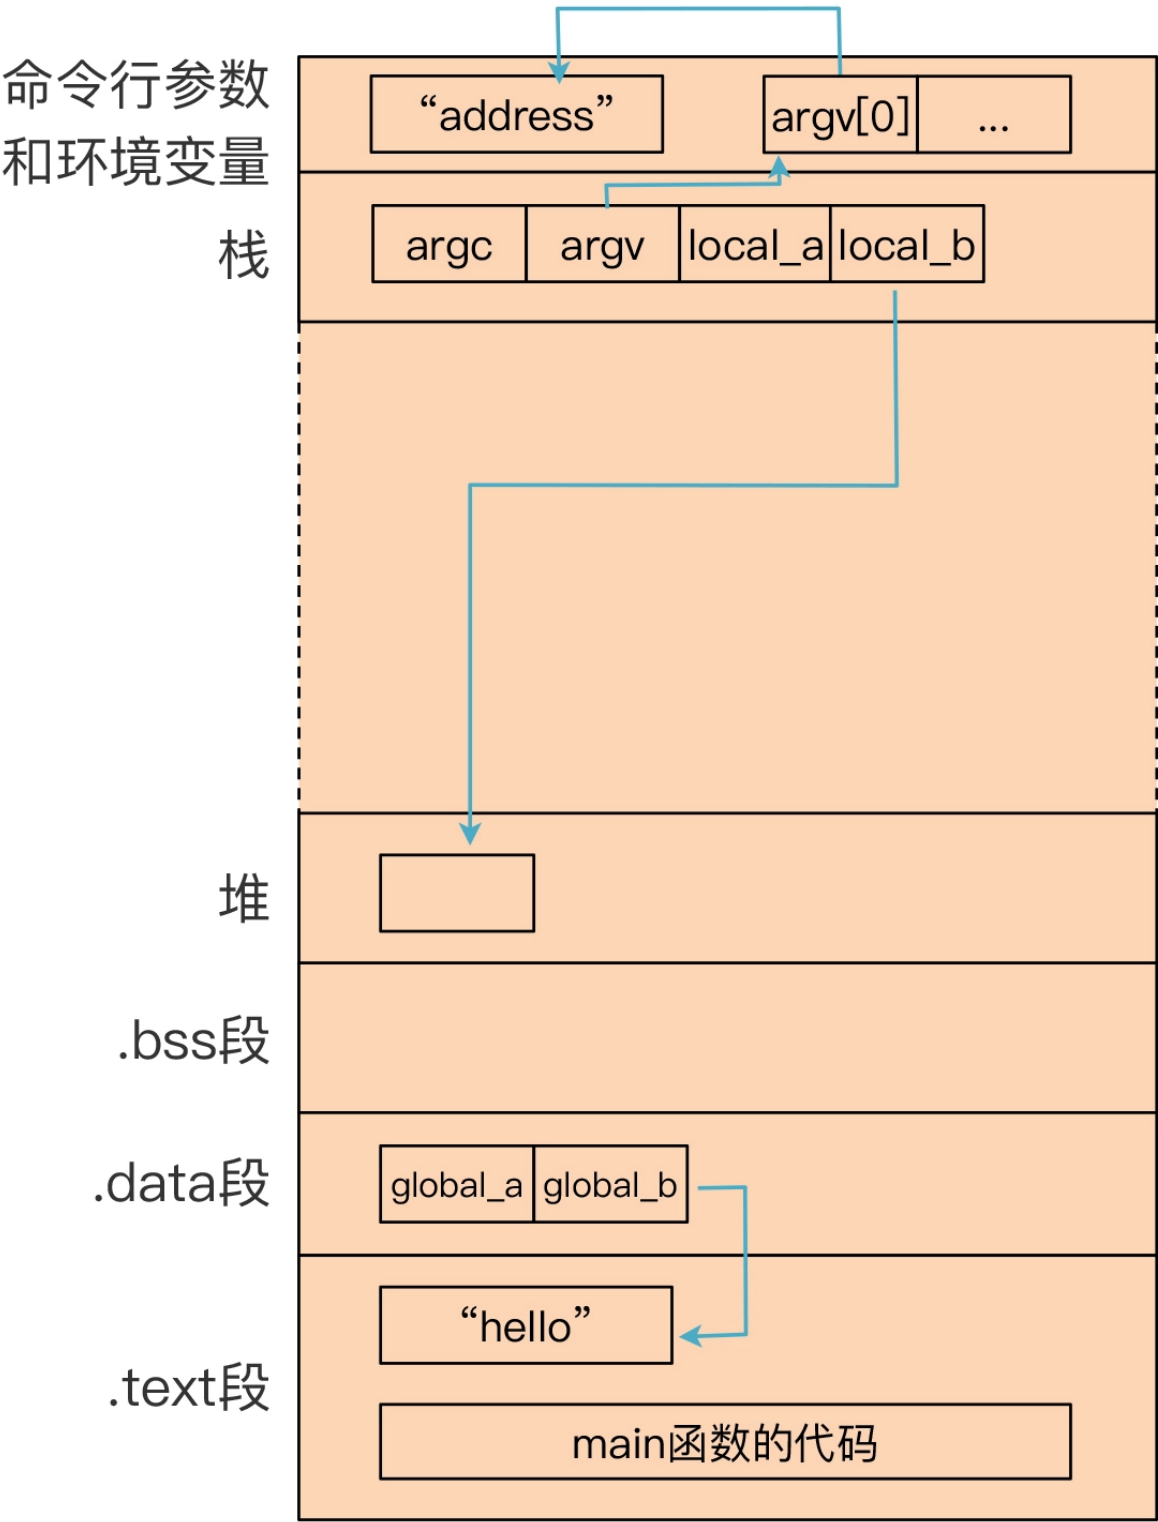 命令行参数
和环境变量
“address”
argv[0]
...
栈
argc
argv
local_a
local_b
堆
.bss段
.data段
global_a
global_b
.text段
“hello”
main函数的代码